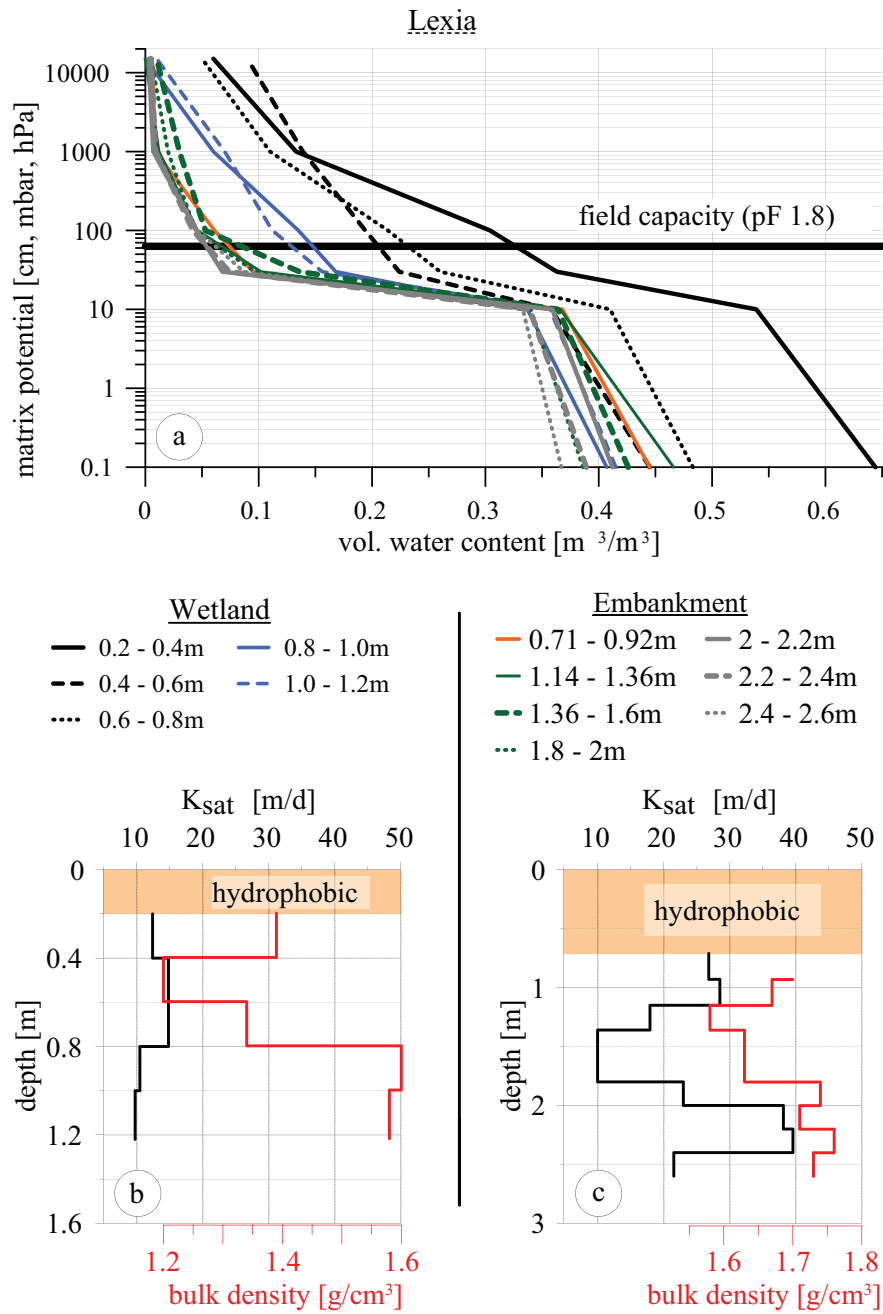 Lexia
10000
1000
100
10
1
0.1
matrix potential [cm, mbar, hPa]
field capacity (pF 1.8)
a
0 0.1 0.2 0.3 0.4 0.5 0.6
vol. water content [m ³/m³]
Wetland
0.2 - 0.4m
0.8 - 1.0m
0.4 - 0.6m
1.0 - 1.2m
0.6 - 0.8m
Embankment
0.71 - 0.92m
2 - 2.2m
1.14 - 1.36m
2.2 - 2.4m
1.36 - 1.6m
2.4 - 2.6m
1.8 - 2m
Ksat [m/d]
10 20 30 40 50
0
0.4
0.8
1.2
1.6
depth [m]
hydrophobic
b
1.2 1.4 1.6
bulk density [g/cm³]
Ksat [m/d]
10 20 30 40 50
0
1
2
3
depth [m]
hydrophobic
c
1.6 1.7 1.8
bulk density [g/cm³]